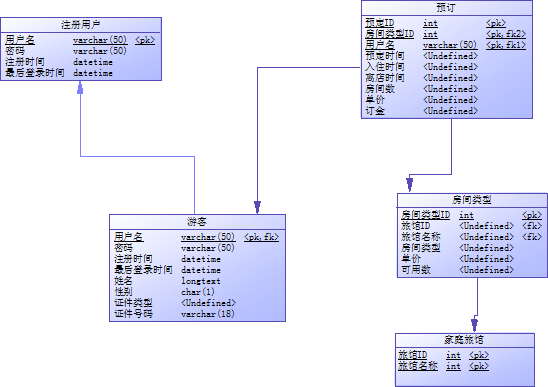 注册用户
用户名 varchar(50) <pk>
密码 varchar(50)
注册时间 datetime
最后登录时间 datetime
预订
预定ID int <pk>
房间类型ID int <pk,fk2>
用户名 varchar(50) <pk,fk1>
预定时间 <Undefined>
入住时间 <Undefined>
离店时间 <Undefined>
房间数 <Undefined>
单价 <Undefined>
订金 <Undefined>
游客
用户名 varchar(50) <pk,fk>
密码 varchar(50)
注册时间 datetime
最后登录时间 datetime
姓名 longtext
性别 char(1)
证件类型 <Undefined>
证件号码 varchar(18)
房间类型
房间类型ID int <pk>
旅馆ID <Undefined> <fk>
旅馆名称 <Undefined> <fk>
房间类型 <Undefined>
单价 <Undefined>
可用数 <Undefined>
家庭旅馆
旅馆ID int <pk>
旅馆名称 int <pk>